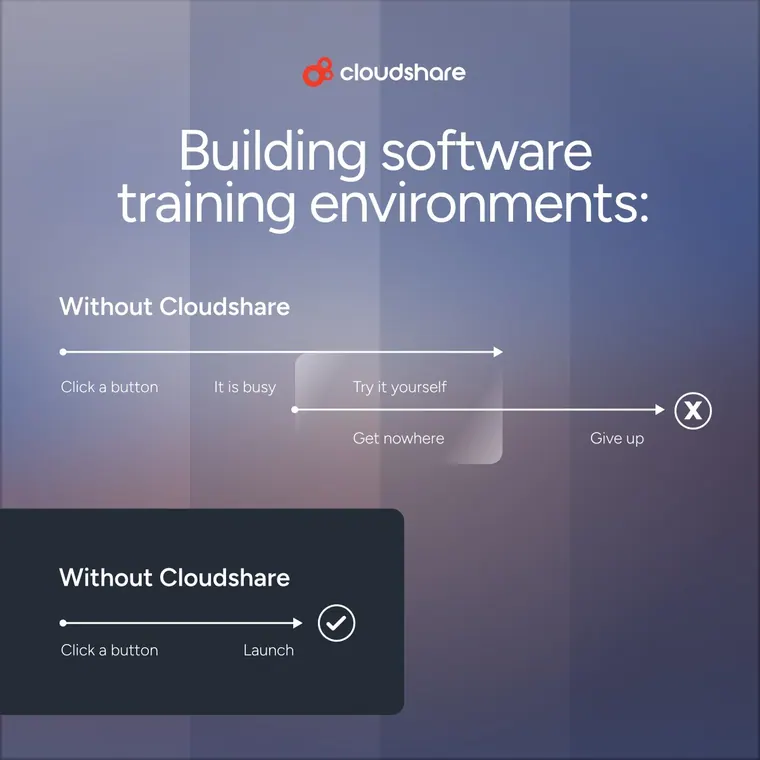 cloudshare
Building software
training environments:
Without Cloudshare
Click a button
It is busy
Try it yourself
Get nowhere
Give up
X
Without Cloudshare
Click a button
Launch